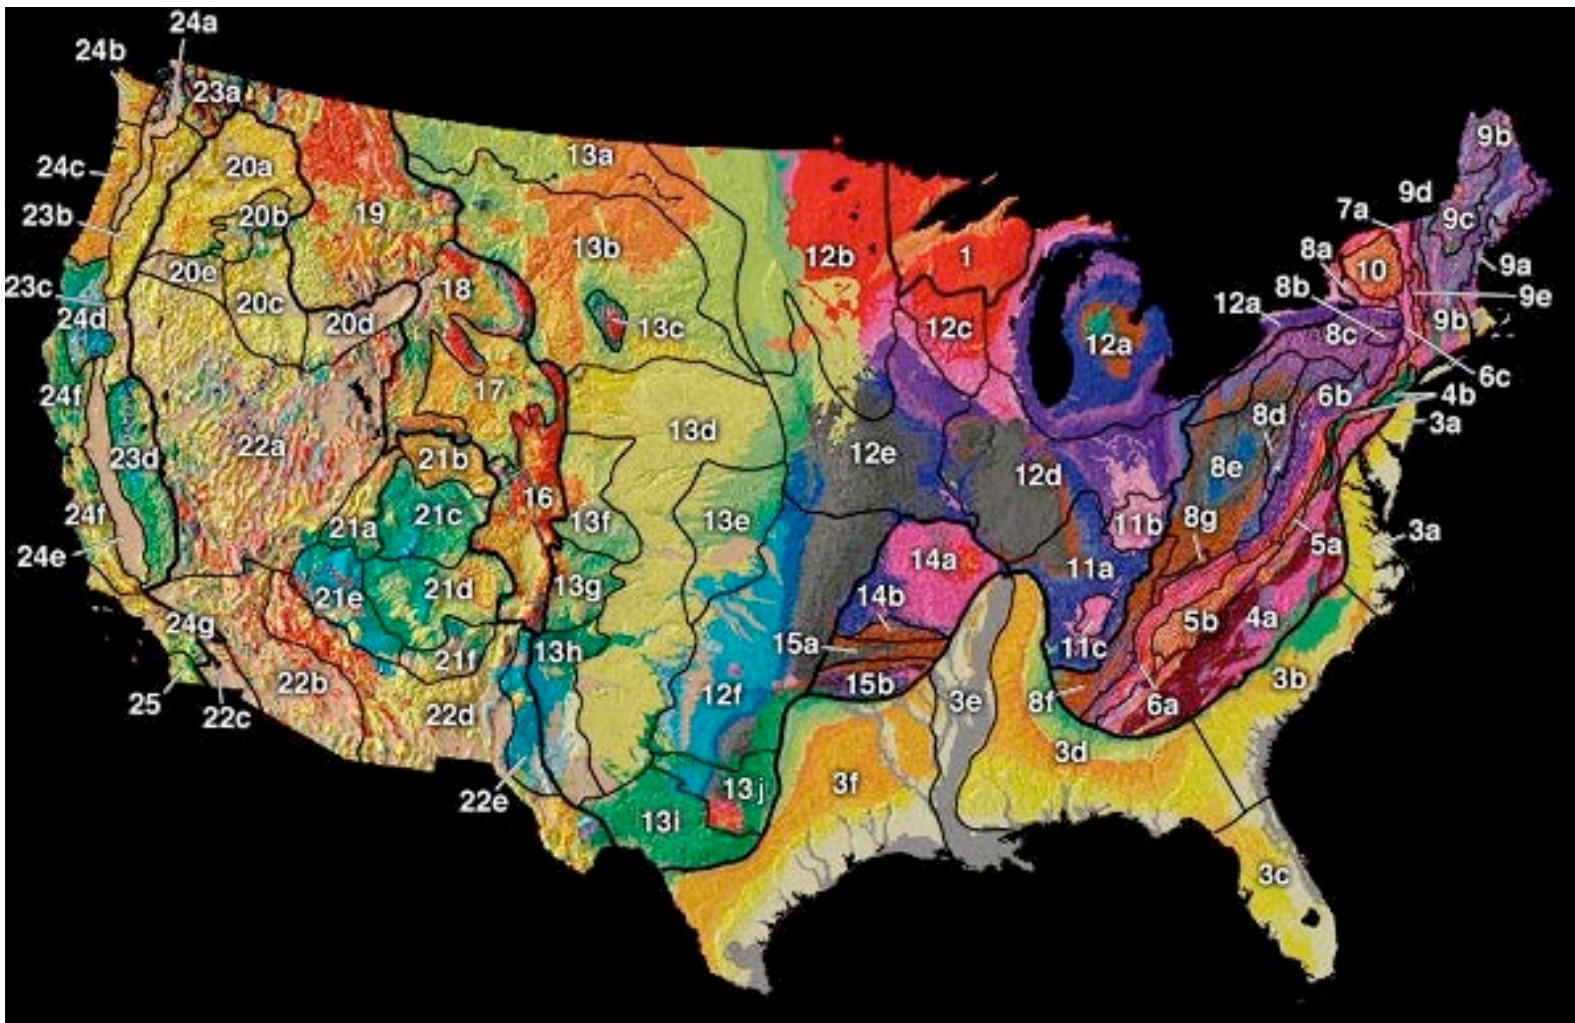 24a
24b
23a
9b
13a
20a
24c
9d
7a
20b
19
9c
23b
8a
13b
12b
1
10
9a
20e
18
8b
23c
9e
20c
12a
24d
20d
13c
12c
9b
8c
12a
6c
17
24f
6b
4b
8d
3a
13d
22a
12e
23d
21b
8e
12d
16
24f
21c
13f
13e
11b
8g
21a
3a
5a
24e
14a
11a
13g
21d
14b
21e
24g
5b
4a
15a
13h
11c
21f
15b
22b
3b
25
12f
8f
3e
6a
22c
22d
3d
3f
13j
22e
13i
3c